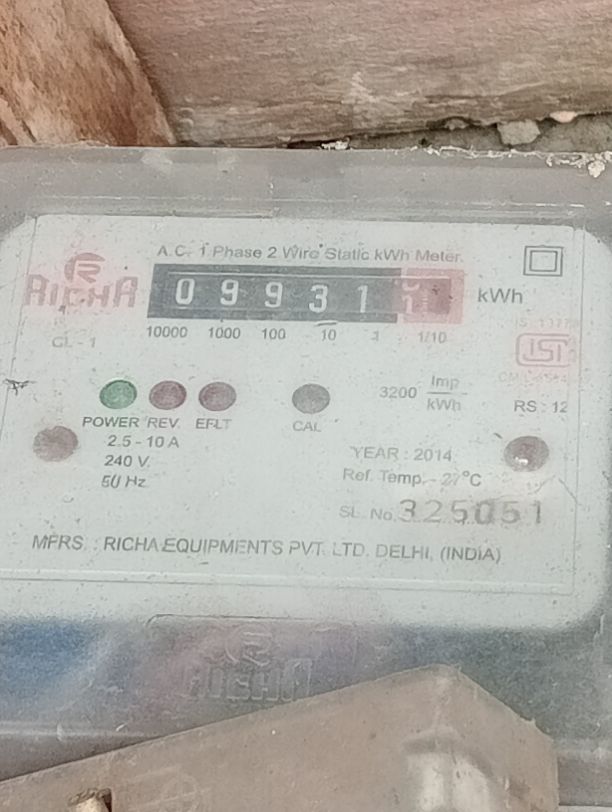 A.C. 1 Phase 2 Wire Static kWh Meter.
RICHA
0 9 9 3 1
kWh
10000 1000 100 10 1 1/10
CL - 1
ISI
3200 Imp/kWh
RS : 12
POWER REV. EFLT
CAL
2.5 - 10 A
240 V.
50 Hz
YEAR : 2014
Ref. Temp. - 27°C
SL. No. 325051
MFRS. : RICHA EQUIPMENTS PVT. LTD. DELHI, (INDIA)
RICHA